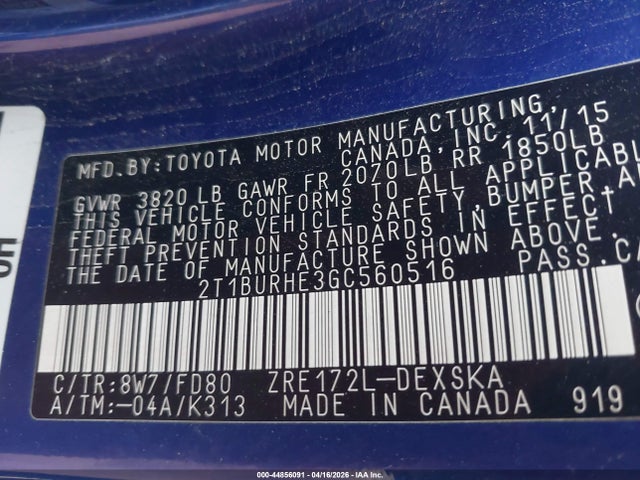 MFD. BY: TOYOTA MOTOR MANUFACTURING,
CANADA, INC. 11/15
GVWR 3820 LB GAWR FR 2070LB, RR 1850LB
THIS VEHICLE CONFORMS TO ALL APPLICABL
FEDERAL MOTOR VEHICLE SAFETY, BUMPER, A
THEFT PREVENTION STANDARDS IN EFFECT
THE DATE OF MANUFACTURE SHOWN ABOVE.
2T1BURHE3GC560516 PASS.CA
C/TR:8W7/FD80 ZRE172L-DEXSKA
A/TM:-04A/K313 MADE IN CANADA 919
000-44856091 - 04/16/2026 - IAA Inc.